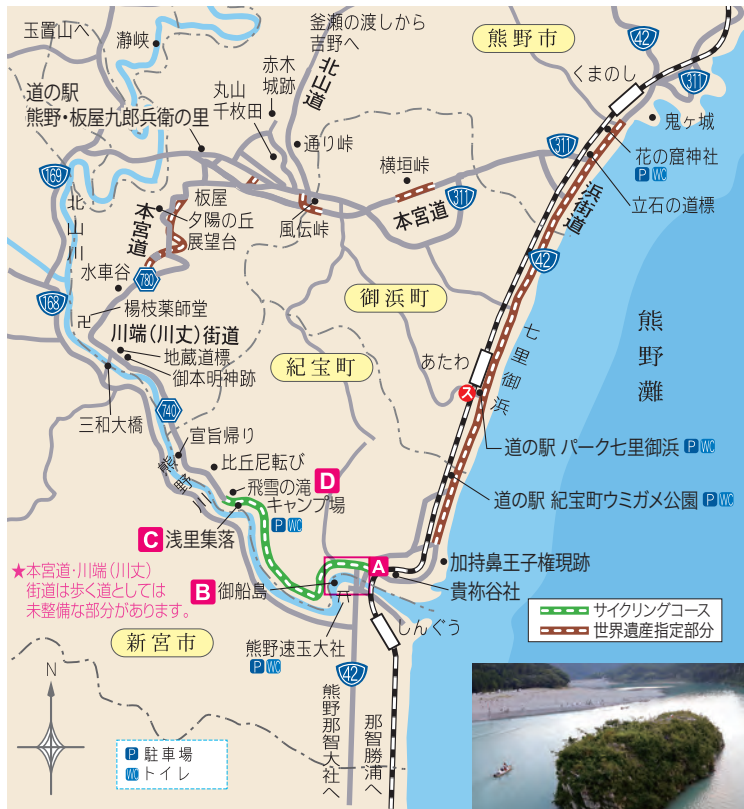 玉置山へ
瀞峡
釜瀬の渡しから
吉野へ
北山道
赤木
城跡
丸山
千枚田
道の駅
熊野・板屋九郎兵衛の里
通り峠
熊野市
42
くまのし
311
鬼ヶ城
花の窟神社
P WC
立石の道標
浜街道
42
311
横垣峠
311
本宮道
風伝峠
169
北山川
板屋
夕陽の丘
展望台
本宮道
780
水車谷
168
卍
楊枝薬師堂
川端(川丈)街道
地蔵道標
御本明神跡
三和大橋
740
御浜町
紀宝町
あたわ
七里御浜
熊野灘
ス
道の駅 パーク七里御浜 P WC
道の駅 紀宝町ウミガメ公園 P WC
宣旨帰り
比丘尼転び
熊野川
飛雪の滝 D
キャンプ場
P WC
C 浅里集落
A
B 御船島
加持鼻王子権現跡
貴祢谷社
★本宮道・川端(川丈)
街道は歩く道としては
未整備な部分があります。
新宮市
熊野速玉大社
P WC
しんぐう
42
熊野那智大社へ
那智勝浦へ
サイクリングコース
世界遺産指定部分
N
P 駐車場
WC トイレ